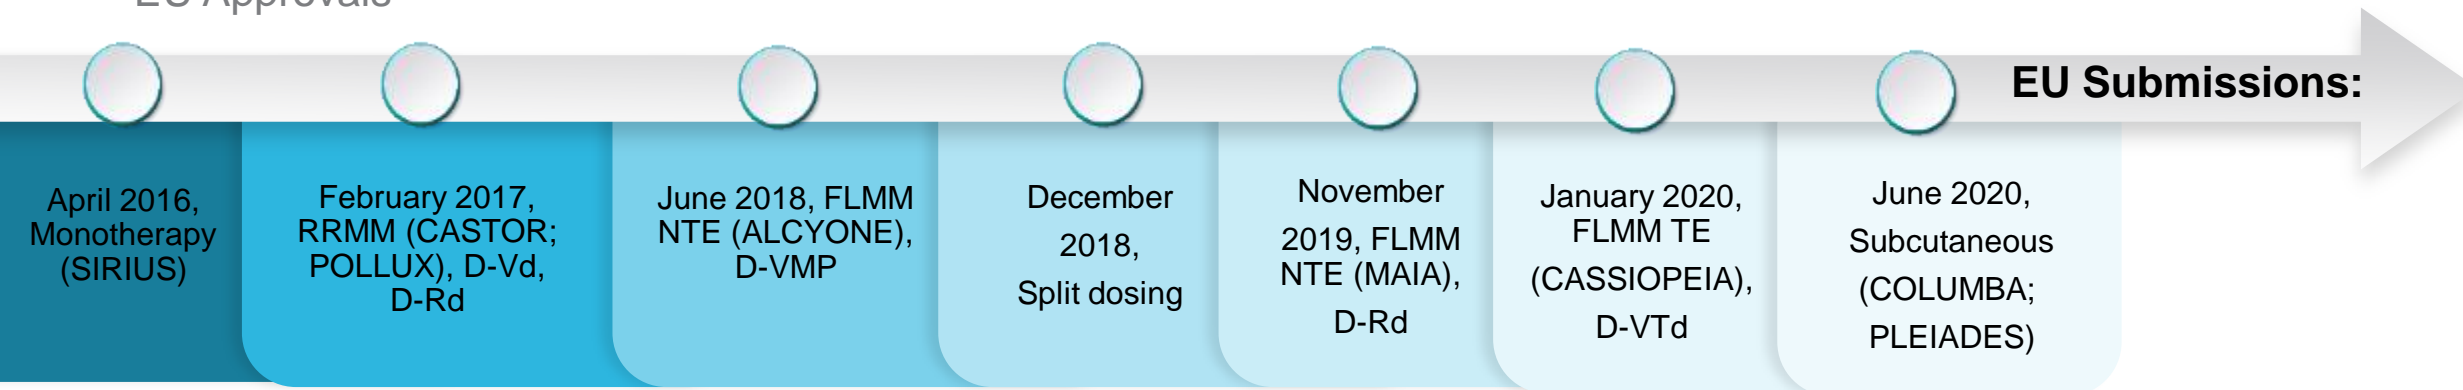 EU Approvals
EU Submissions:
April 2016,
Monotherapy
(SIRIUS)
February 2017,
RRMM (CASTOR;
POLLUX), D-Vd,
D-Rd
June 2018, FLMM
NTE (ALCYONE),
D-VMP
December
2018,
Split dosing
November
2019, FLMM
NTE (MAIA),
D-Rd
January 2020,
FLMM TE
(CASSIOPEIA),
D-VTd
June 2020,
Subcutaneous
(COLUMBA;
PLEIADES)